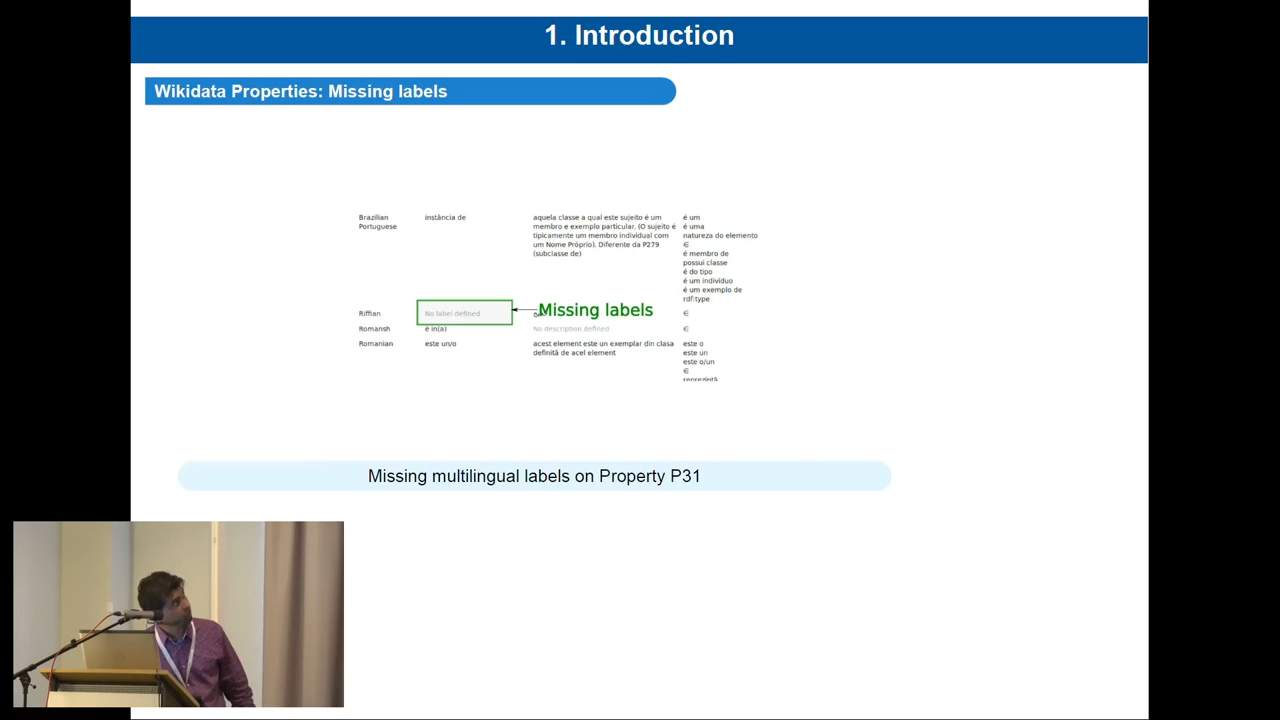 1. Introduction
Wikidata Properties: Missing labels
Brazilian
Portuguese
instância de
aquela classe a qual este sujeito é um
membro e exemplo particular. (O sujeito é
tipicamente um membro individual com
um Nome Próprio). Diferente da P279
(subclasse de)
é um
é uma
natureza do elemento
∈
é membro de
possui classe
é do tipo
é um indivíduo
é um exemplo de
rdf:type
Riffian
No label defined
Missing labels
∈
Romansh
è in(a)
No description defined
∈
Romanian
este un/o
acest element este un exemplar din clasa
definită de acel element
este o
este un
este o/un
∈
reprezintă
Missing multilingual labels on Property P31